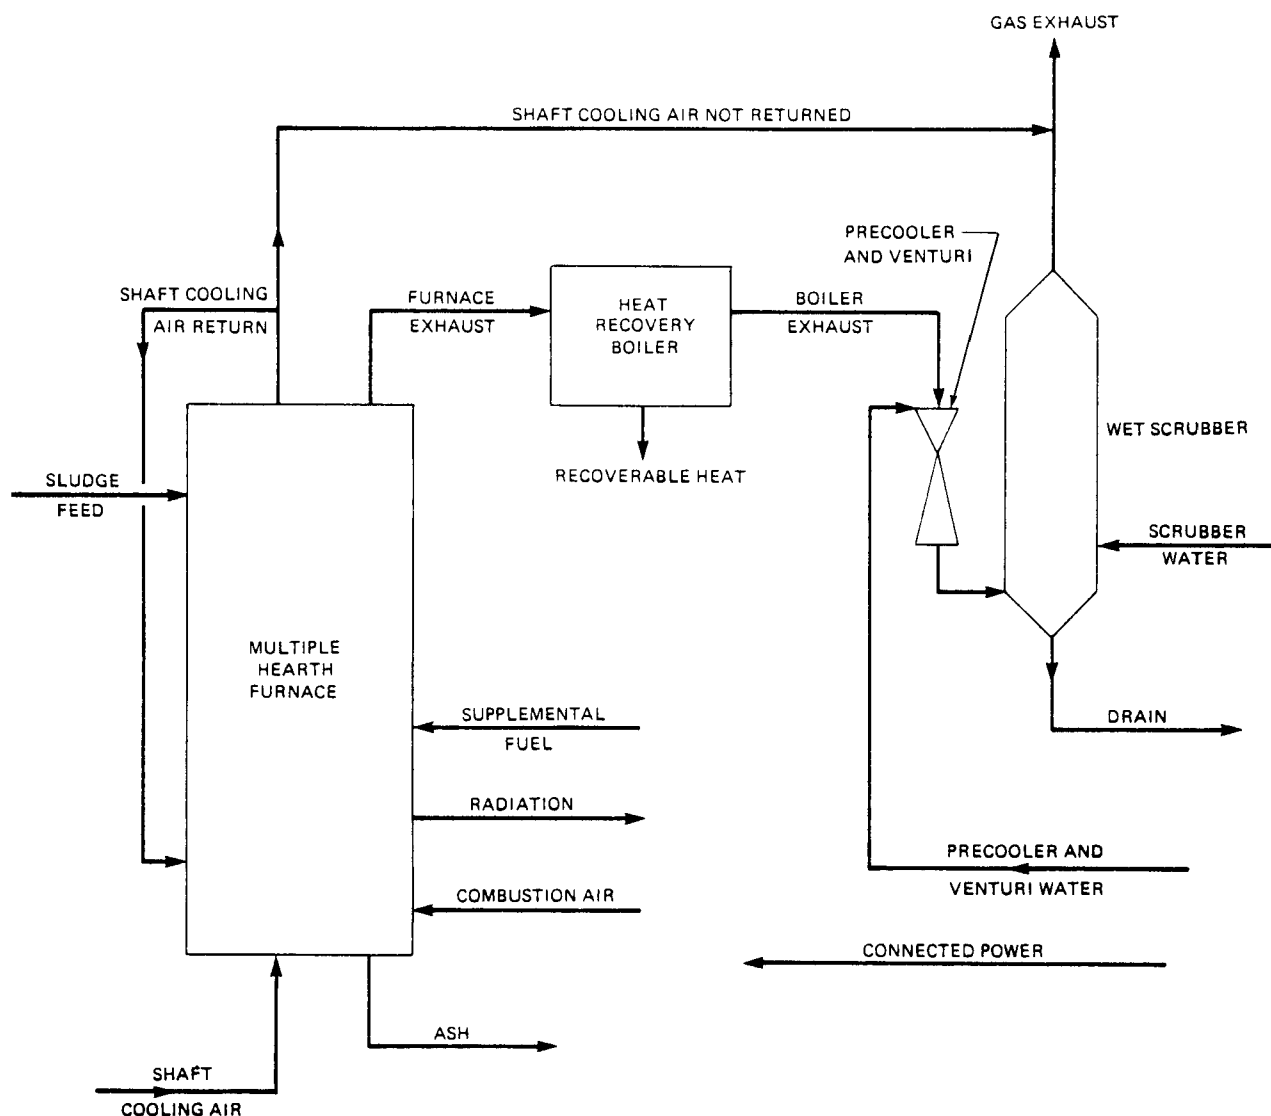 GAS EXHAUST
SHAFT COOLING AIR NOT RETURNED
PRECOOLER
AND VENTURI
SHAFT COOLING
AIR RETURN
FURNACE
EXHAUST
HEAT
RECOVERY
BOILER
BOILER
EXHAUST
WET SCRUBBER
RECOVERABLE HEAT
SLUDGE
FEED
SCRUBBER
WATER
MULTIPLE
HEARTH
FURNACE
SUPPLEMENTAL
FUEL
DRAIN
RADIATION
PRECOOLER AND
VENTURI WATER
COMBUSTION AIR
CONNECTED POWER
ASH
SHAFT
COOLING AIR